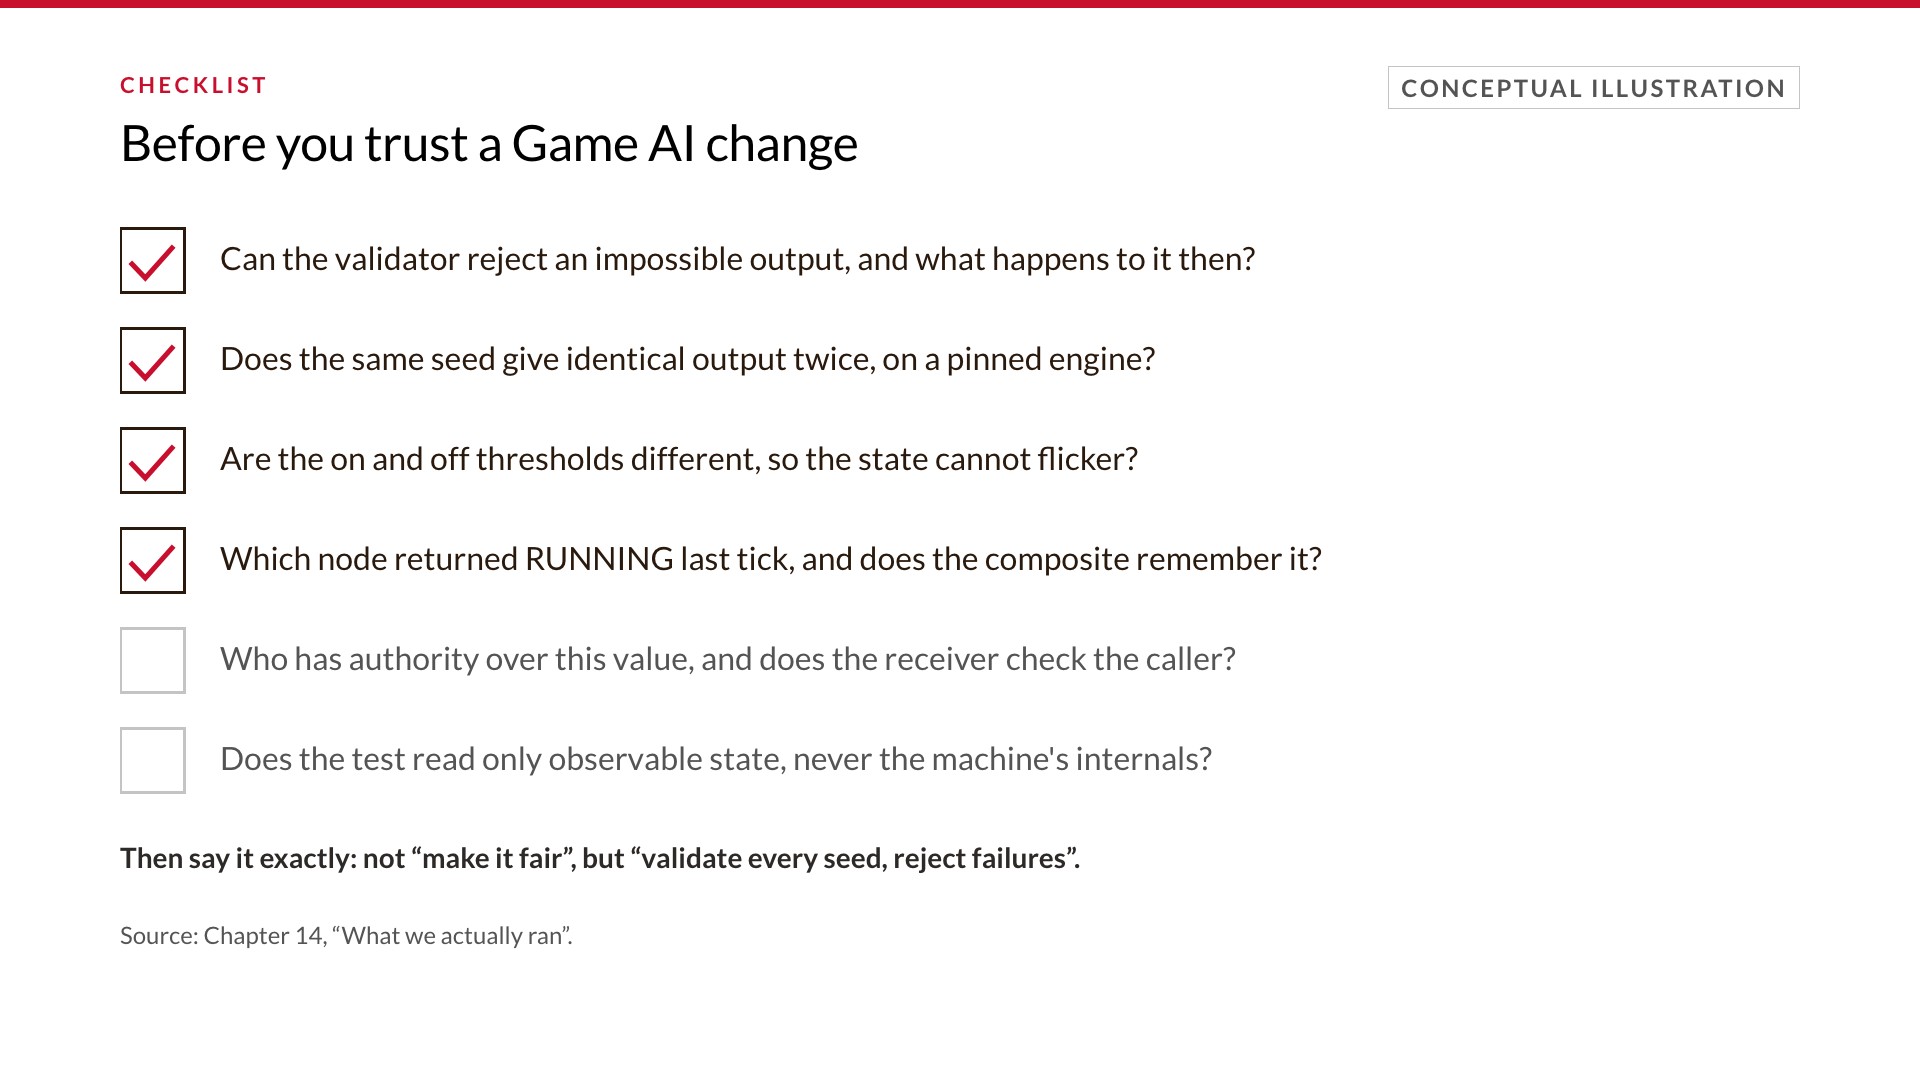 CHECKLIST
CONCEPTUAL ILLUSTRATION
Before you trust a Game AI change
Can the validator reject an impossible output, and what happens to it then?
Does the same seed give identical output twice, on a pinned engine?
Are the on and off thresholds different, so the state cannot flicker?
Which node returned RUNNING last tick, and does the composite remember it?
Who has authority over this value, and does the receiver check the caller?
Does the test read only observable state, never the machine's internals?
Then say it exactly: not “make it fair”, but “validate every seed, reject failures”.
Source: Chapter 14, “What we actually ran”.